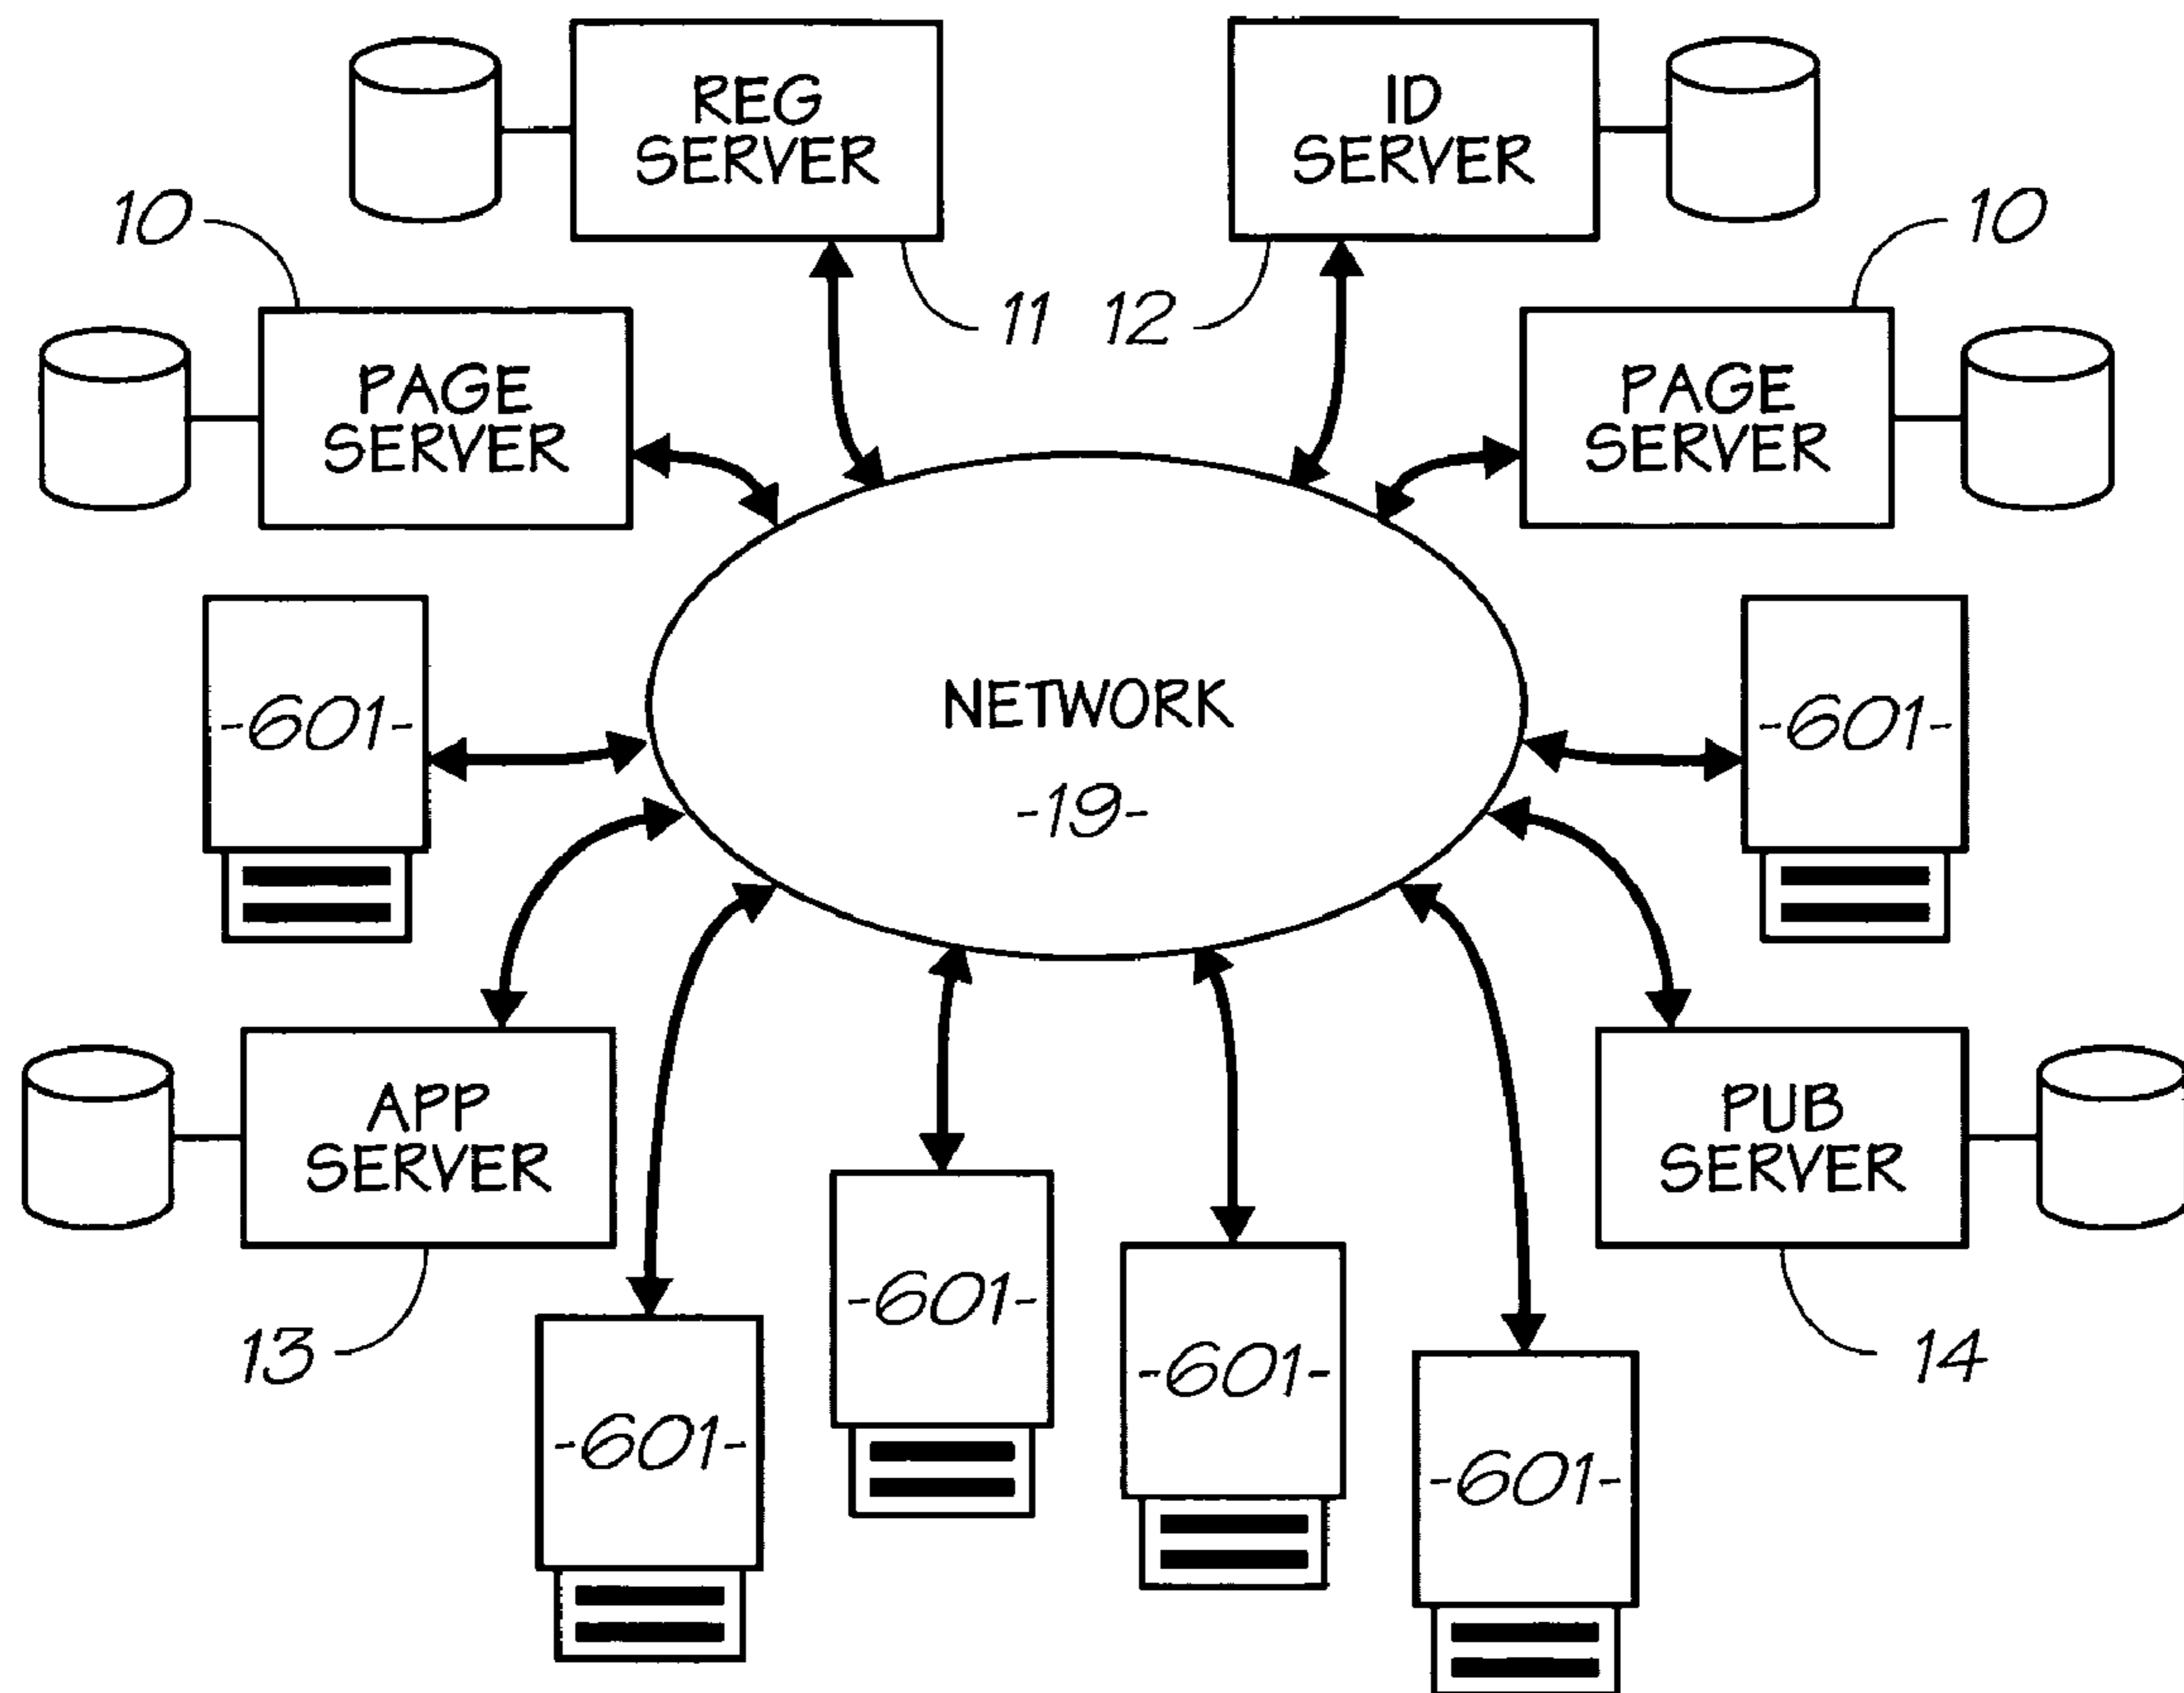 REG
SERVER
ID
SERVER
10
10
11
12
PAGE
SERVER
PAGE
SERVER
-601-
NETWORK
-19-
-601-
APP
SERVER
PUB
SERVER
13
14
-601-
-601-
-601-
-601-